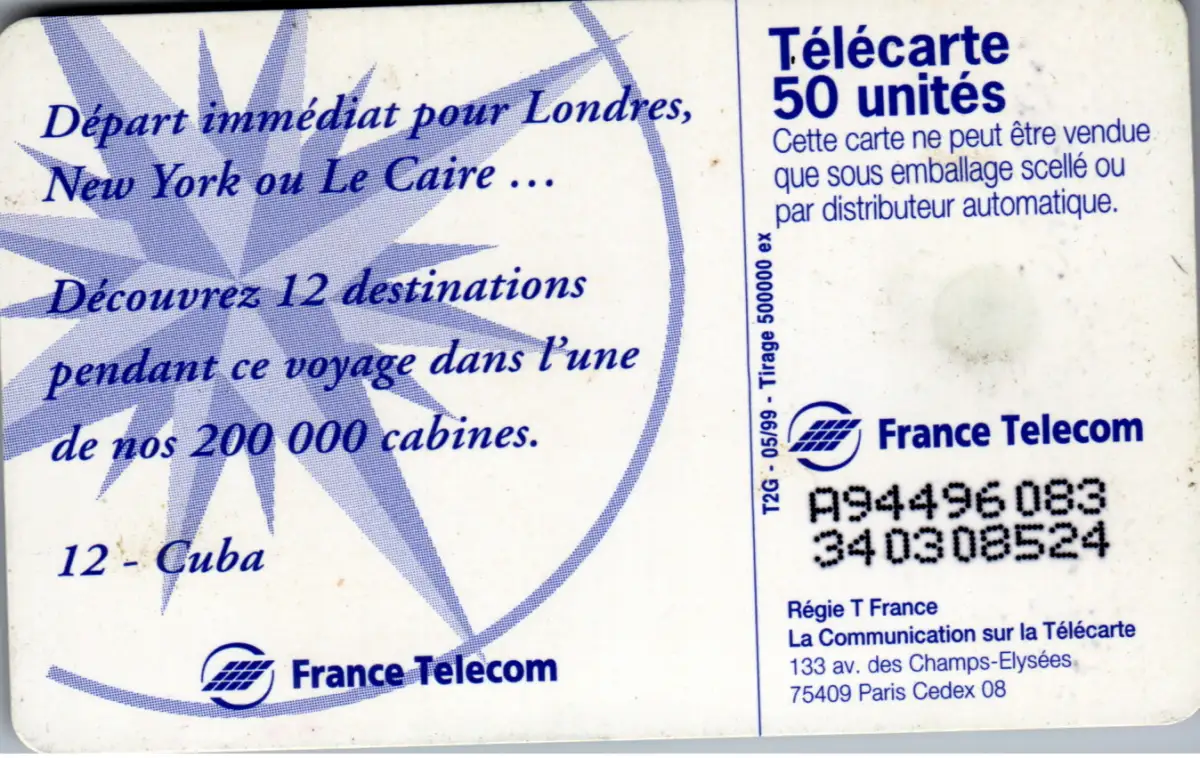 Départ immédiat pour Londres,
New York ou Le Caire ...
Découvrez 12 destinations
pendant ce voyage dans l'une
de nos 200 000 cabines.
12 - Cuba
France Telecom
Télécarte
50 unités
Cette carte ne peut être vendue
que sous emballage scellé ou
par distributeur automatique.
T2G - 05/99 - Tirage 500000 ex
France Telecom
A94496083
340308524
Régie T France
La Communication sur la Télécarte
133 av. des Champs-Elysées
75409 Paris Cedex 08